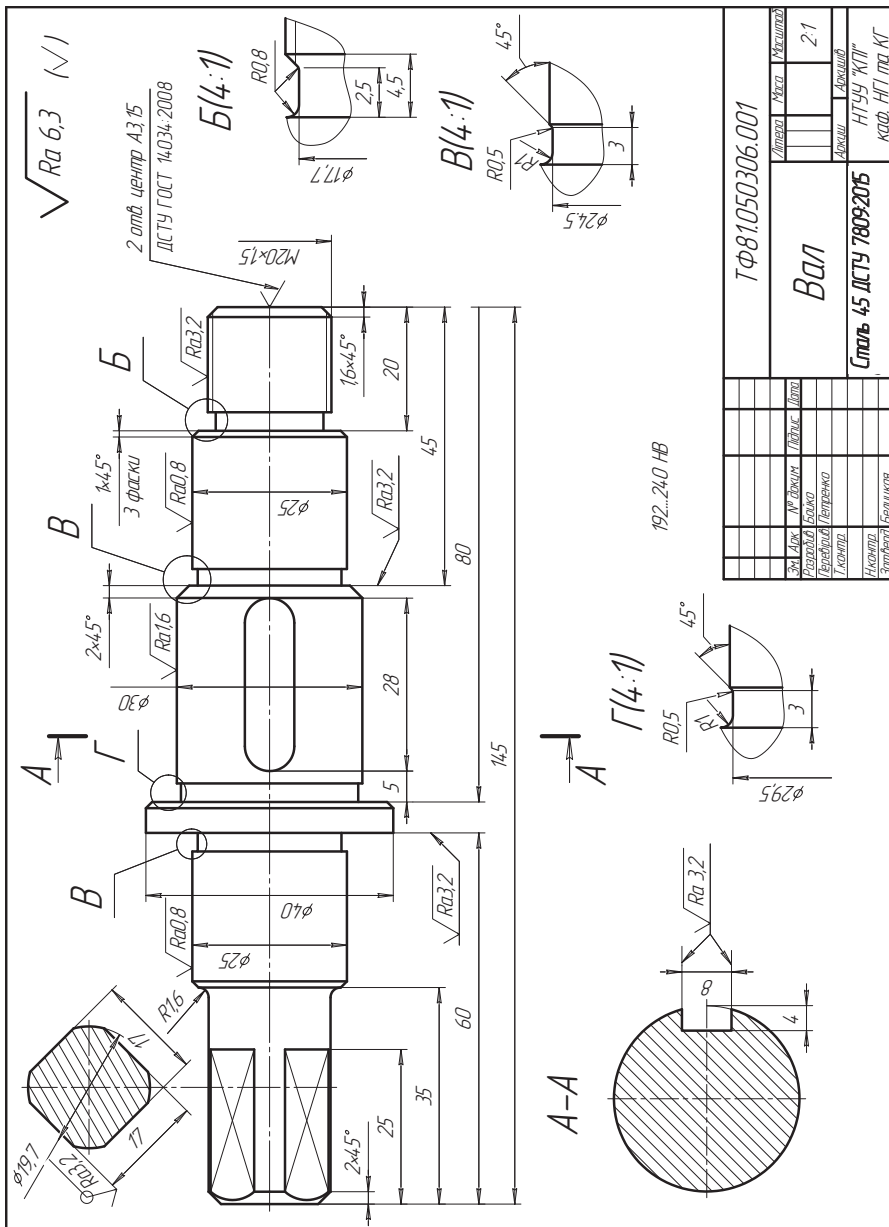 √Ra 6,3 (√)
2 отв. центр. А3,15
ДСТУ ГОСТ 14034:2008
Б(4:1)
R0,8
2,5
4,5
⌀17,7
В(4:1)
45°
R0,5
R1
3
⌀24,5
Г(4:1)
45°
R0,5
R1
3
⌀29,5
А-А
Ra 3,2
8
4
⌀19,7
Ra3,2
17
17
R1,6
В
Г
В
Б
А
А
Ra0,8
Ra1,6
Ra0,8
Ra3,2
Ra3,2
Ra3,2
2×45°
1×45°
3 фаски
1,6×45°
2×45°
⌀25
⌀40
⌀30
⌀25
М20×1,5
25
35
60
5
28
20
45
80
145
192...240 НВ
ТФ81.050306.001
Вал
Сталь 45 ДСТУ 7809:2015
Літера Маса Масштаб
2:1
Аркуш Аркушів
НТУУ "КПІ"
каф. НГІ та КГ
Зм. Арк. № докум. Підпис Дата
Розробив Бойко
Перевірив Петренко
Т.контр.
Н.контр.